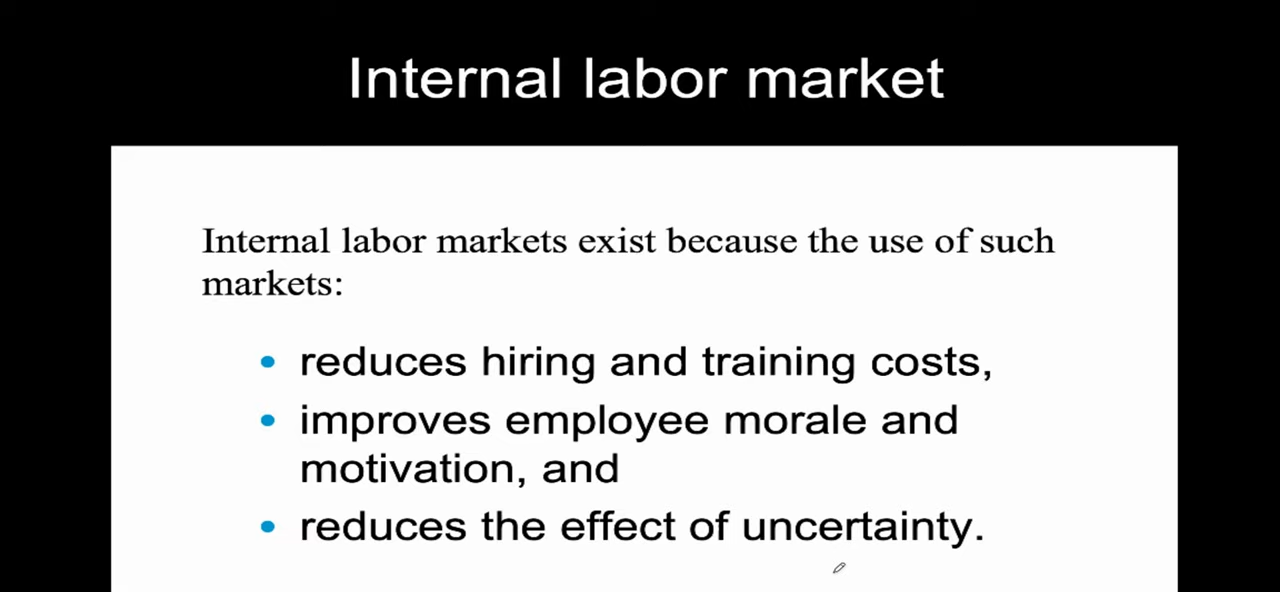 Internal labor market
Internal labor markets exist because the use of such
markets:
• reduces hiring and training costs,
• improves employee morale and
motivation, and
• reduces the effect of uncertainty.